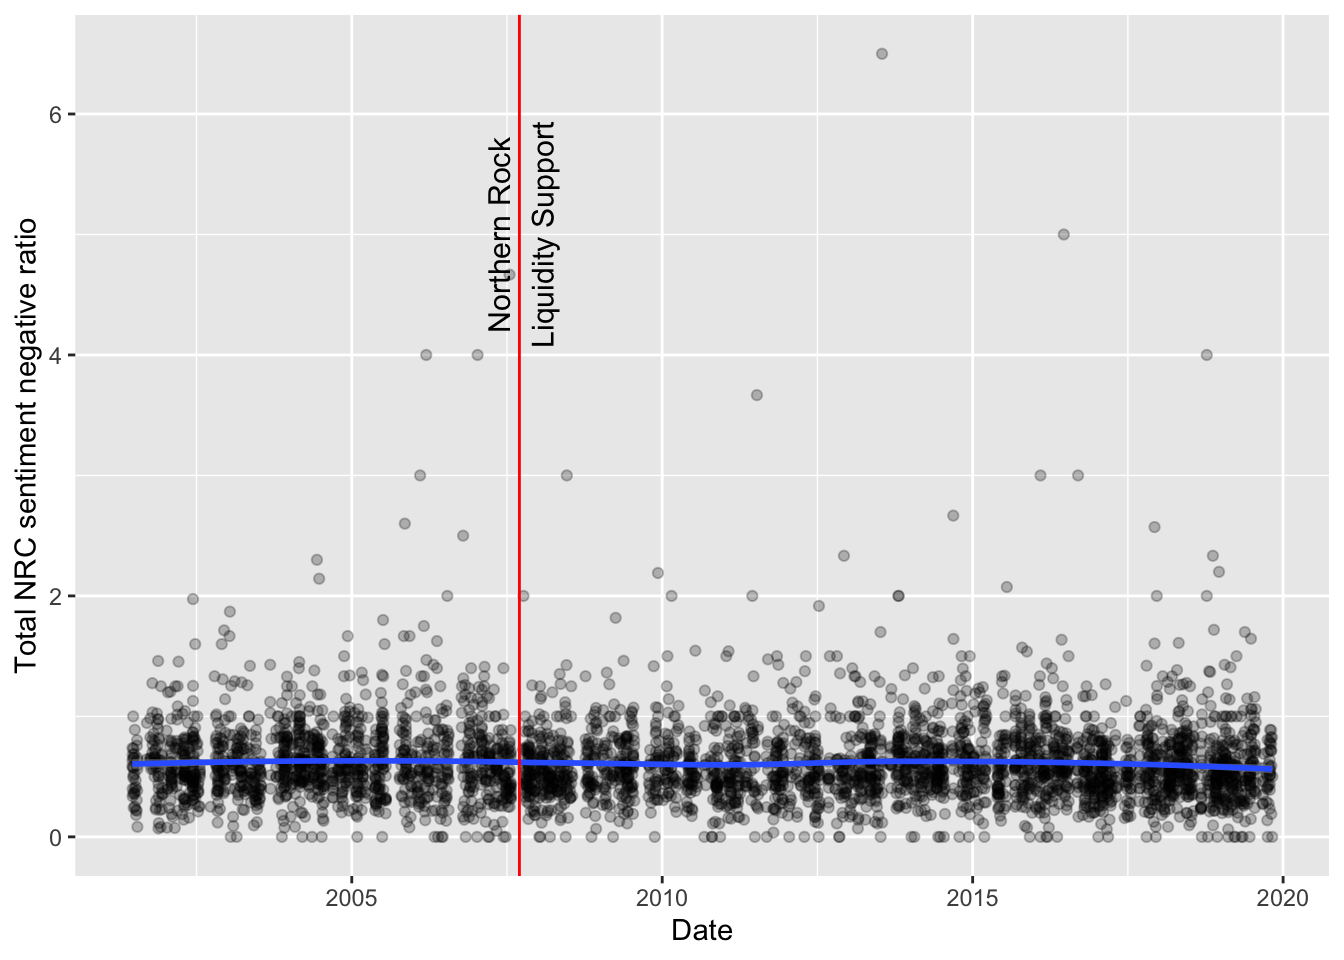 Total NRC sentiment negative ratio
6
4
2
0
Northern Rock
Liquidity Support
2005
2010
2015
2020
Date